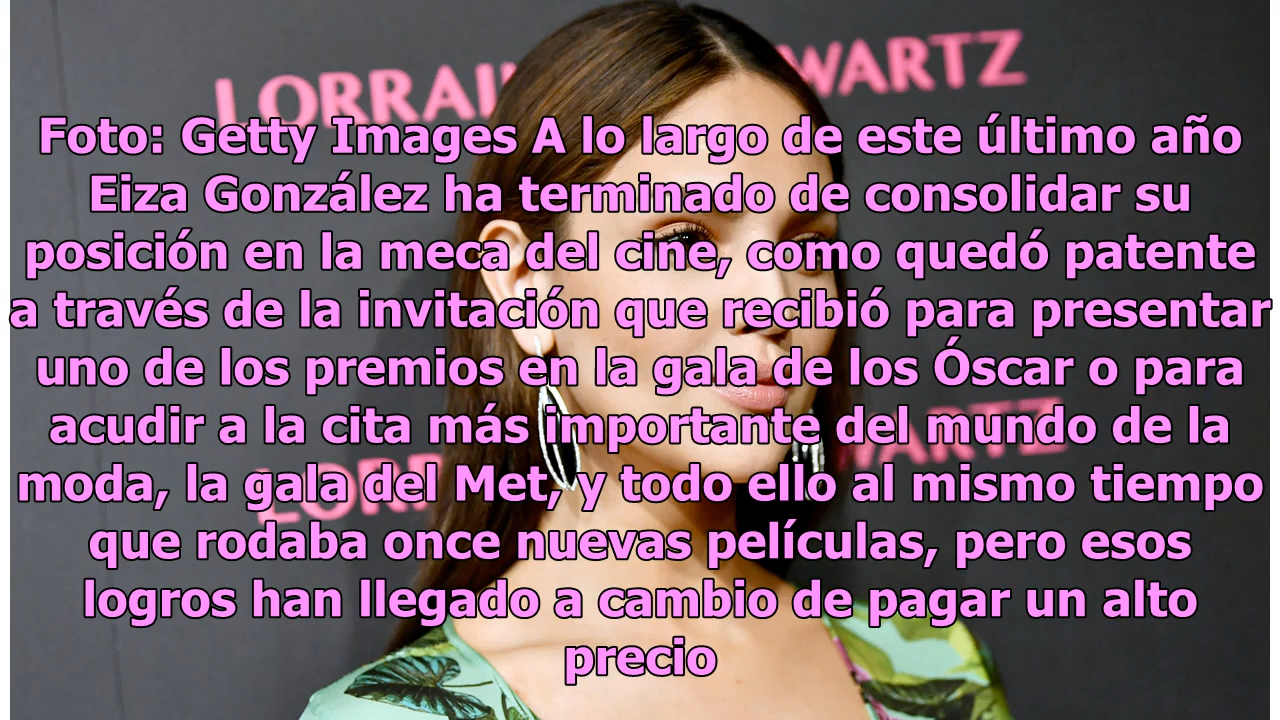 LORRAI WARTZ
Foto: Getty Images A lo largo de este último año
Eiza González ha terminado de consolidar su
posición en la meca del cine, como quedó patente
a través de la invitación que recibió para presentar
uno de los premios en la gala de los Óscar o para
acudir a la cita más importante del mundo de la
moda, la gala del Met, y todo ello al mismo tiempo
que rodaba once nuevas películas, pero esos
logros han llegado a cambio de pagar un alto
precio